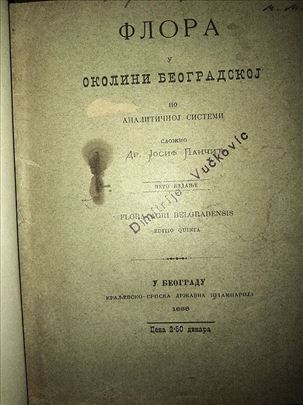 ФЛОРА
У
ОКОЛИНИ БЕОГРАДСКОЈ
ПО
АНАЛИТИЧНОЈ СИСТЕМИ
СЛОЖИО
Др. Јосиф Панчић
ПЕТО ИЗДАЊЕ
Dimitrije Vučković
FLORA AGRI BELGRADENSIS
EDITIO QUINTA
У БЕОГРАДУ
КРАЉЕВСКО-СРПСКА ДРЖАВНА ШТАМПАРИЈА
Цена 2·50 динара